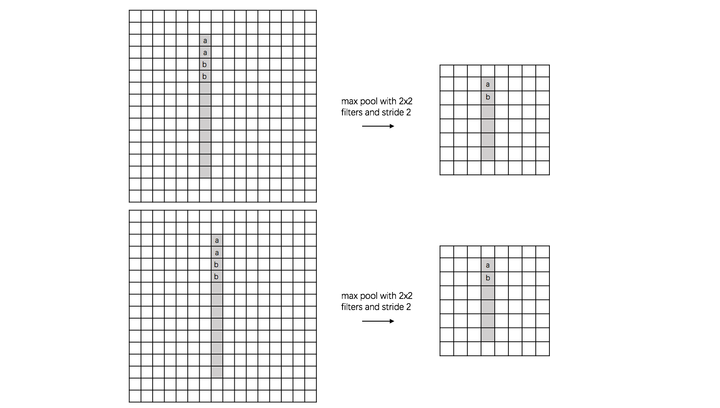 a
a
b
b
max pool with 2x2
filters and stride 2
a
b
a
a
b
b
max pool with 2x2
filters and stride 2
a
b